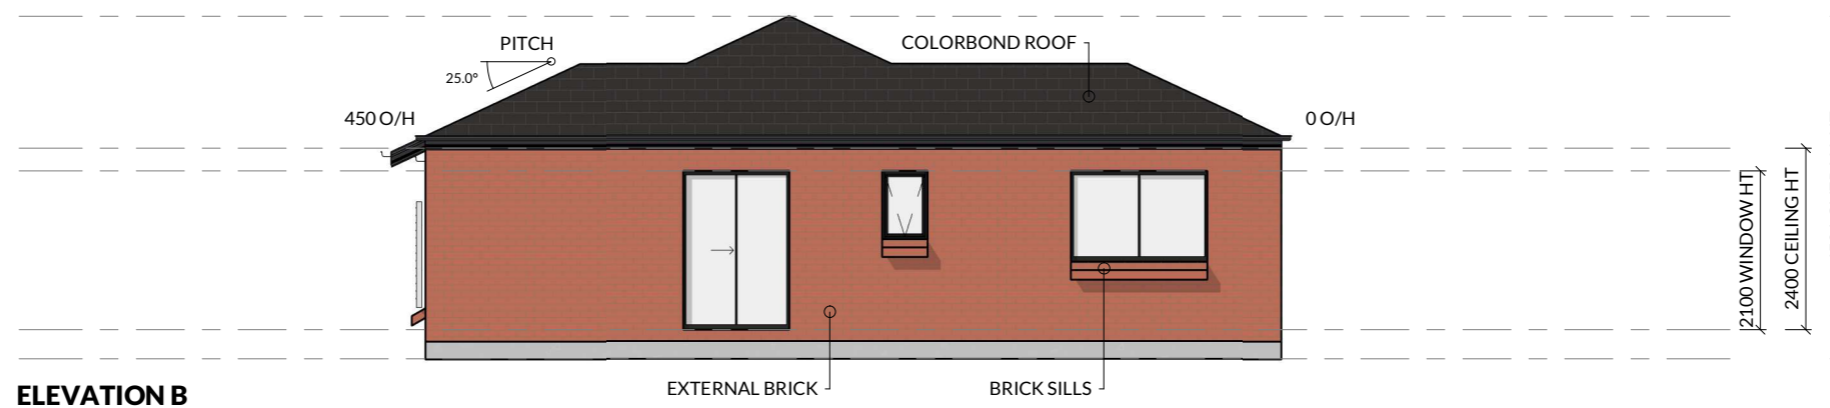 PITCH
COLORBOND ROOF
25.0°
450 O/H
0 O/H
2100 WINDOW HT
2400 CEILING HT
EXTERNAL BRICK
BRICK SILLS
ELEVATION B